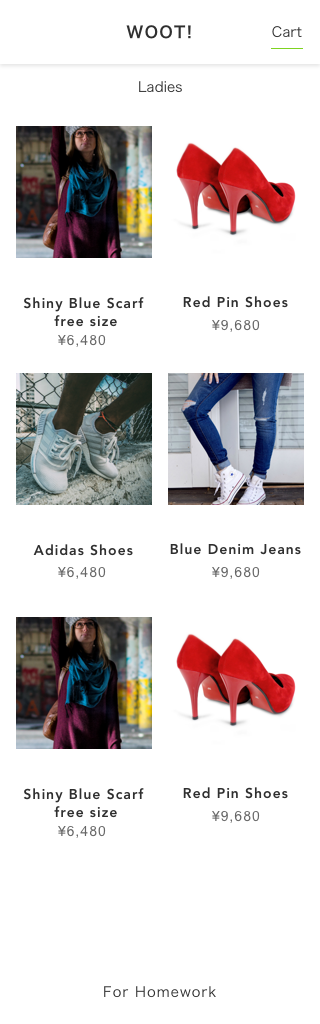 WOOT!
Cart
Ladies
Shiny Blue Scarf
free size
¥6,480
Red Pin Shoes
¥9,680
Adidas Shoes
¥6,480
Blue Denim Jeans
¥9,680
Shiny Blue Scarf
free size
¥6,480
Red Pin Shoes
¥9,680
For Homework